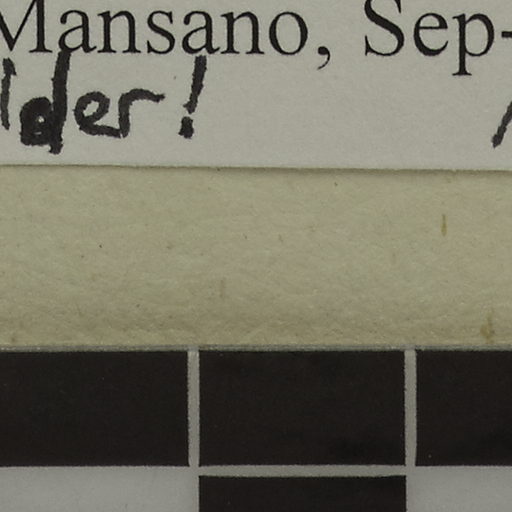 Mansano, Sep-
lder!